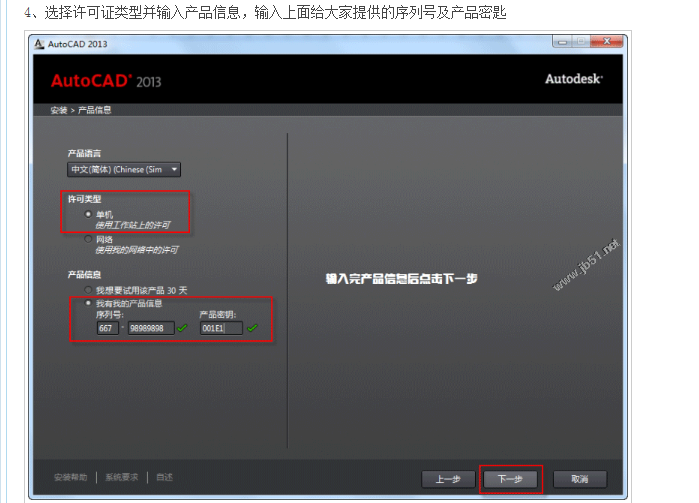 4、选择许可证类型并输入产品信息，输入上面给大家提供的序列号及产品密匙
AutoCAD 2013
AutoCAD 2013
Autodesk
安装 > 产品信息
产品语言
中文(简体) (Chinese (Sim
许可类型
单机
使用工作站上的许可
网络
使用我的网络中的许可
产品信息
我想要试用该产品 30 天
我有我的产品信息
序列号:
产品密钥:
667 - 98989898
001E1
输入完产品信息后点击下一步
www.jb51.net
安装帮助 | 系统要求 | 自述
上一步
下一步
取消